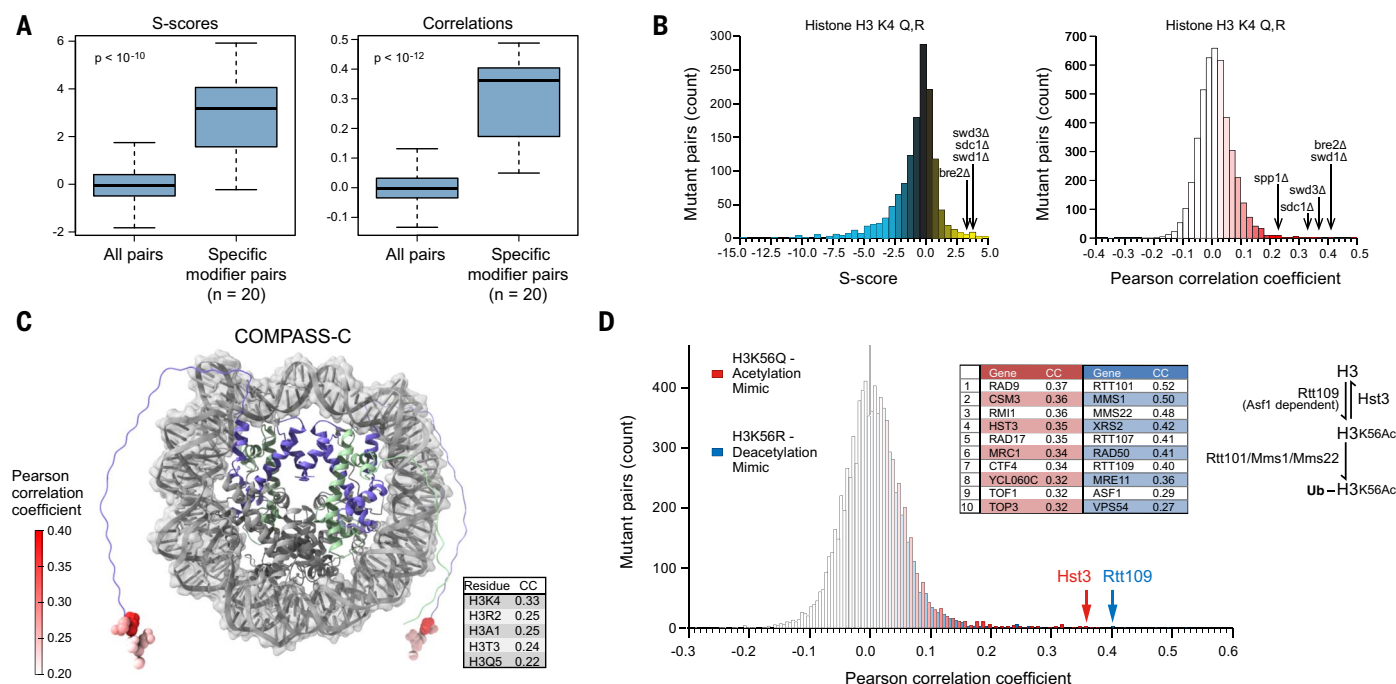 A
S-scores
p < 10-10
6
4
2
0
-2
All pairs
Specific
modifier pairs
(n = 20)
Correlations
p < 10-12
0.5
0.4
0.3
0.2
0.1
0.0
-0.1
All pairs
Specific
modifier pairs
(n = 20)
B
Histone H3 K4 Q,R
Mutant pairs (count)
300
250
200
150
100
50
0
swd3Δ
sdc1Δ
swd1Δ
bre2Δ
-15.0 -12.5 -10.0 -7.5 -5.0 -2.5 0.0 2.5 5.0
S-score
Histone H3 K4 Q,R
Mutant pairs (count)
700
600
500
400
300
200
100
0
bre2Δ
swd1Δ
spp1Δ
swd3Δ
sdc1Δ
-0.4 -0.3 -0.2 -0.1 0.0 0.1 0.2 0.3 0.4 0.5
Pearson correlation coefficient
C
COMPASS-C
Pearson
correlation
coefficient
0.40
0.35
0.30
0.25
0.20
Residue CC
H3K4 0.33
H3R2 0.25
H3A1 0.25
H3T3 0.24
H3Q5 0.22
D
Mutant pairs (count)
400
300
200
100
0
H3K56Q -
Acetylation
Mimic
H3K56R -
Deacetylation
Mimic
Gene CC Gene CC
1 RAD9 0.37 RTT101 0.52
2 CSM3 0.36 MMS1 0.50
3 RMI1 0.36 MMS22 0.48
4 HST3 0.35 XRS2 0.42
5 RAD17 0.35 RTT107 0.41
6 MRC1 0.34 RAD50 0.41
7 CTF4 0.34 RTT109 0.40
8 YCL060C 0.32 MRE11 0.36
9 TOF1 0.32 ASF1 0.29
10 TOP3 0.32 VPS54 0.27
Hst3 Rtt109
-0.3 -0.2 -0.1 0.0 0.1 0.2 0.3 0.4 0.5 0.6
Pearson correlation coefficient
H3
Rtt109
(Asf1 dependent)
Hst3
H3K56Ac
Rtt101/Mms1/Mms22
Ub–H3K56Ac